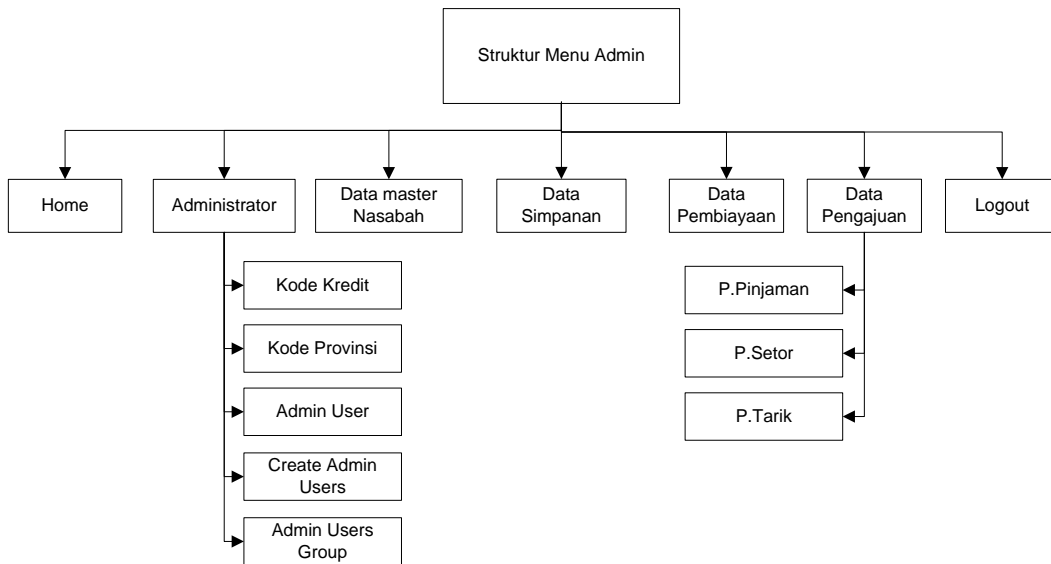 Struktur Menu Admin
Home
Administrator
Data master
Nasabah
Data
Simpanan
Data
Pembiayaan
Data
Pengajuan
Logout
Kode Kredit
Kode Provinsi
Admin User
Create Admin
Users
Admin Users
Group
P.Pinjaman
P.Setor
P.Tarik